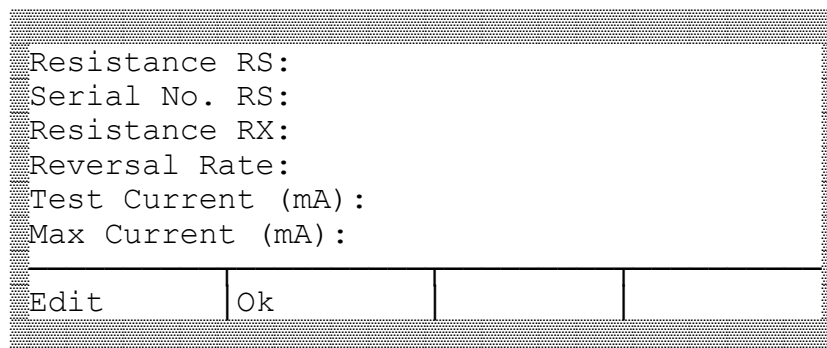 Resistance RS:
Serial No. RS:
Resistance RX:
Reversal Rate:
Test Current (mA):
Max Current (mA):
Edit Ok